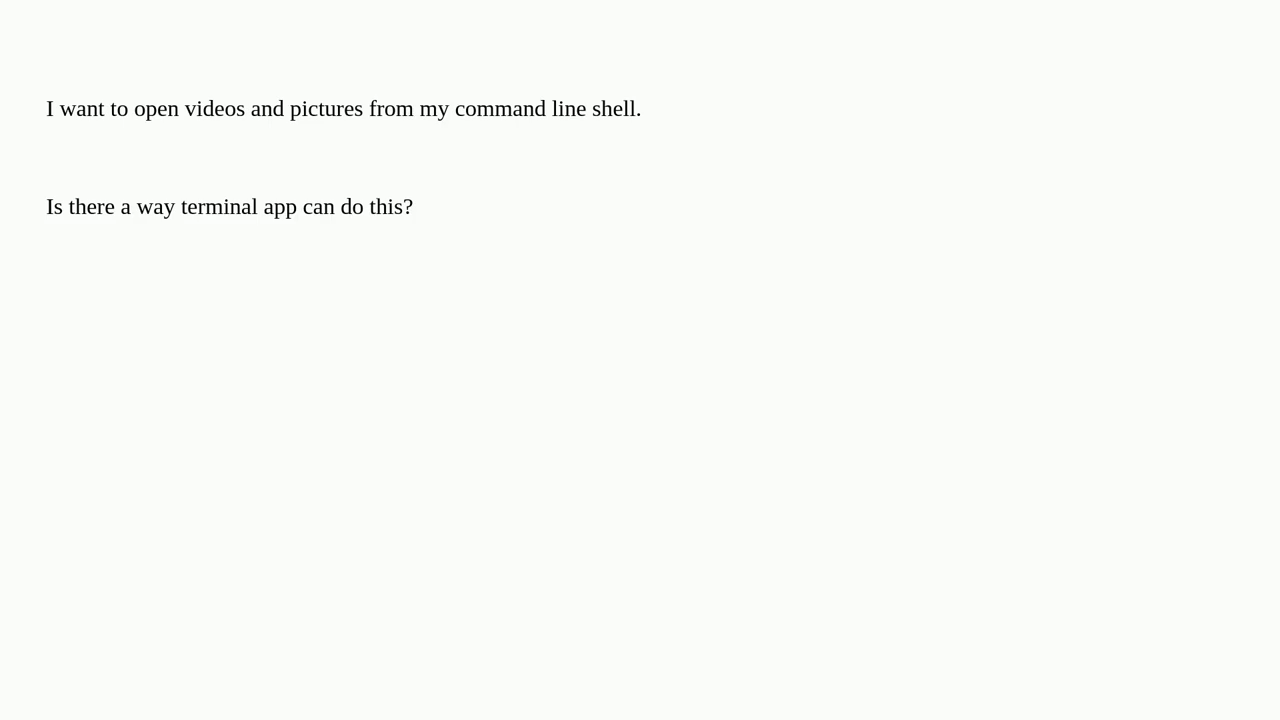 I want to open videos and pictures from my command line shell.
Is there a way terminal app can do this?